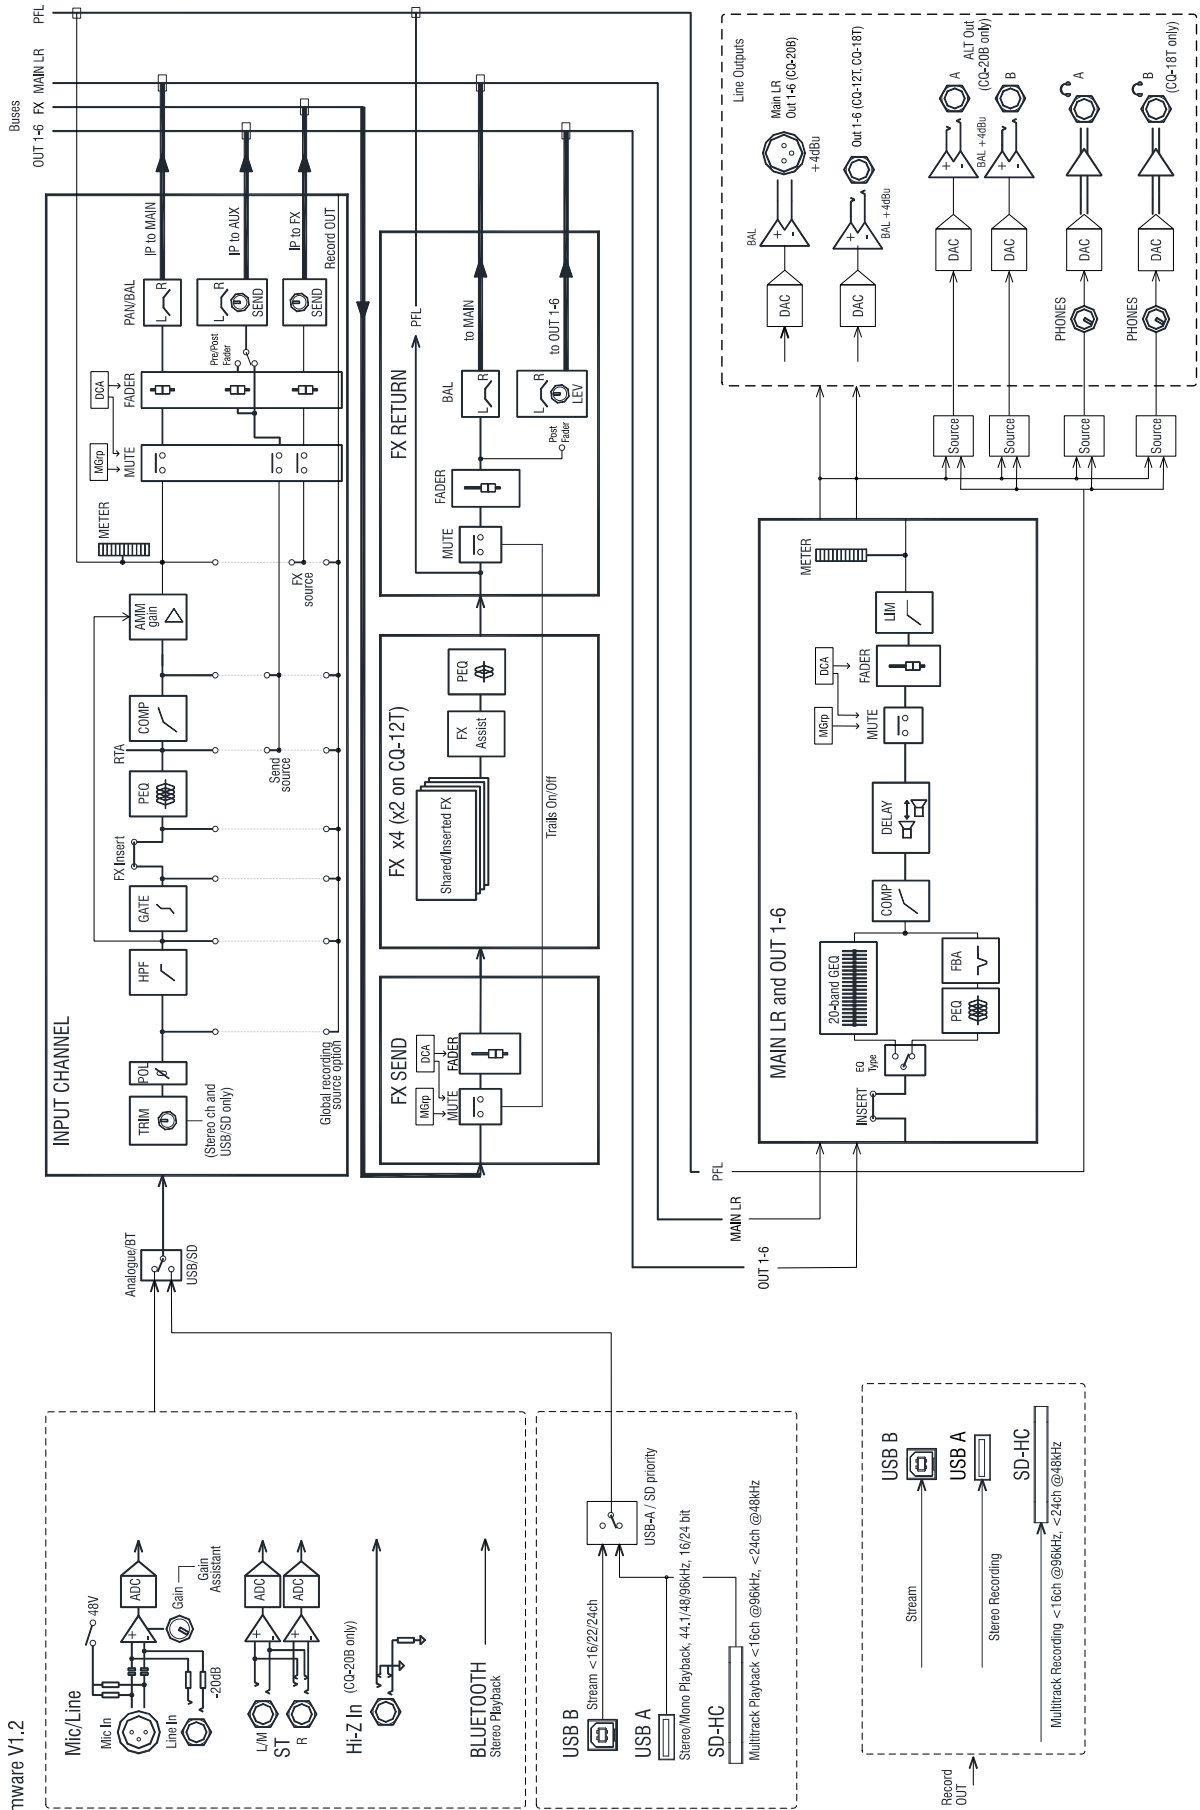 mware V1.2
Mic/Line
Mic In
48V
Line In
-20dB
ADC
Gain
Gain
Assistant
L/M
ST
R
ADC
ADC
Hi-Z In
(CQ-20B only)
BLUETOOTH
Stereo Playback
USB B
Stream <16/22/24ch
USB A
Stereo/Mono Playback, 44.1/48/96kHz, 16/24 bit
SD-HC
Multitrack Playback <16ch @96kHz, <24ch @48kHz
USB-A / SD priority
Analogue/BT
USB/SD
INPUT CHANNEL
TRIM
POL
(Stereo ch and
USB/SD only)
HPF
GATE
FX Insert
PEQ
RTA
COMP
AMM
gain
METER
MGrp
MUTE
DCA
FADER
PAN/BAL
L
R
IP to MAIN
Pre/Post
Fader
L
R
SEND
IP to AUX
SEND
IP to FX
Record OUT
Send
source
FX
source
Global recording
source option
Buses
OUT 1-6
FX
MAIN LR
PFL
FX SEND
MGrp
MUTE
DCA
FADER
FX x4 (x2 on CQ-12T)
Shared/Inserted FX
FX
Assist
PEQ
Trails On/Off
FX RETURN
MUTE
FADER
BAL
L
R
to MAIN
Post
Fader
L
R
LEV
to OUT 1-6
PFL
PFL
MAIN LR
OUT 1-6
MAIN LR and OUT 1-6
INSERT
EQ
Type
20-band GEQ
PEQ
FBA
COMP
DELAY
MGrp
MUTE
DCA
FADER
LIM
METER
Source
Source
Source
Source
Line Outputs
DAC
BAL
Main LR
Out 1-6 (CQ-20B)
+4dBu
DAC
BAL +4dBu
Out 1-6 (CQ-12T, CQ-18T)
DAC
DAC
BAL +4dBu
A
B
ALT Out
(CQ-20B only)
PHONES
DAC
A
PHONES
DAC
B
(CQ-18T only)
Record
OUT
Stream
USB B
Stereo Recording
USB A
SD-HC
Multitrack Recording <16ch @96kHz, <24ch @48kHz